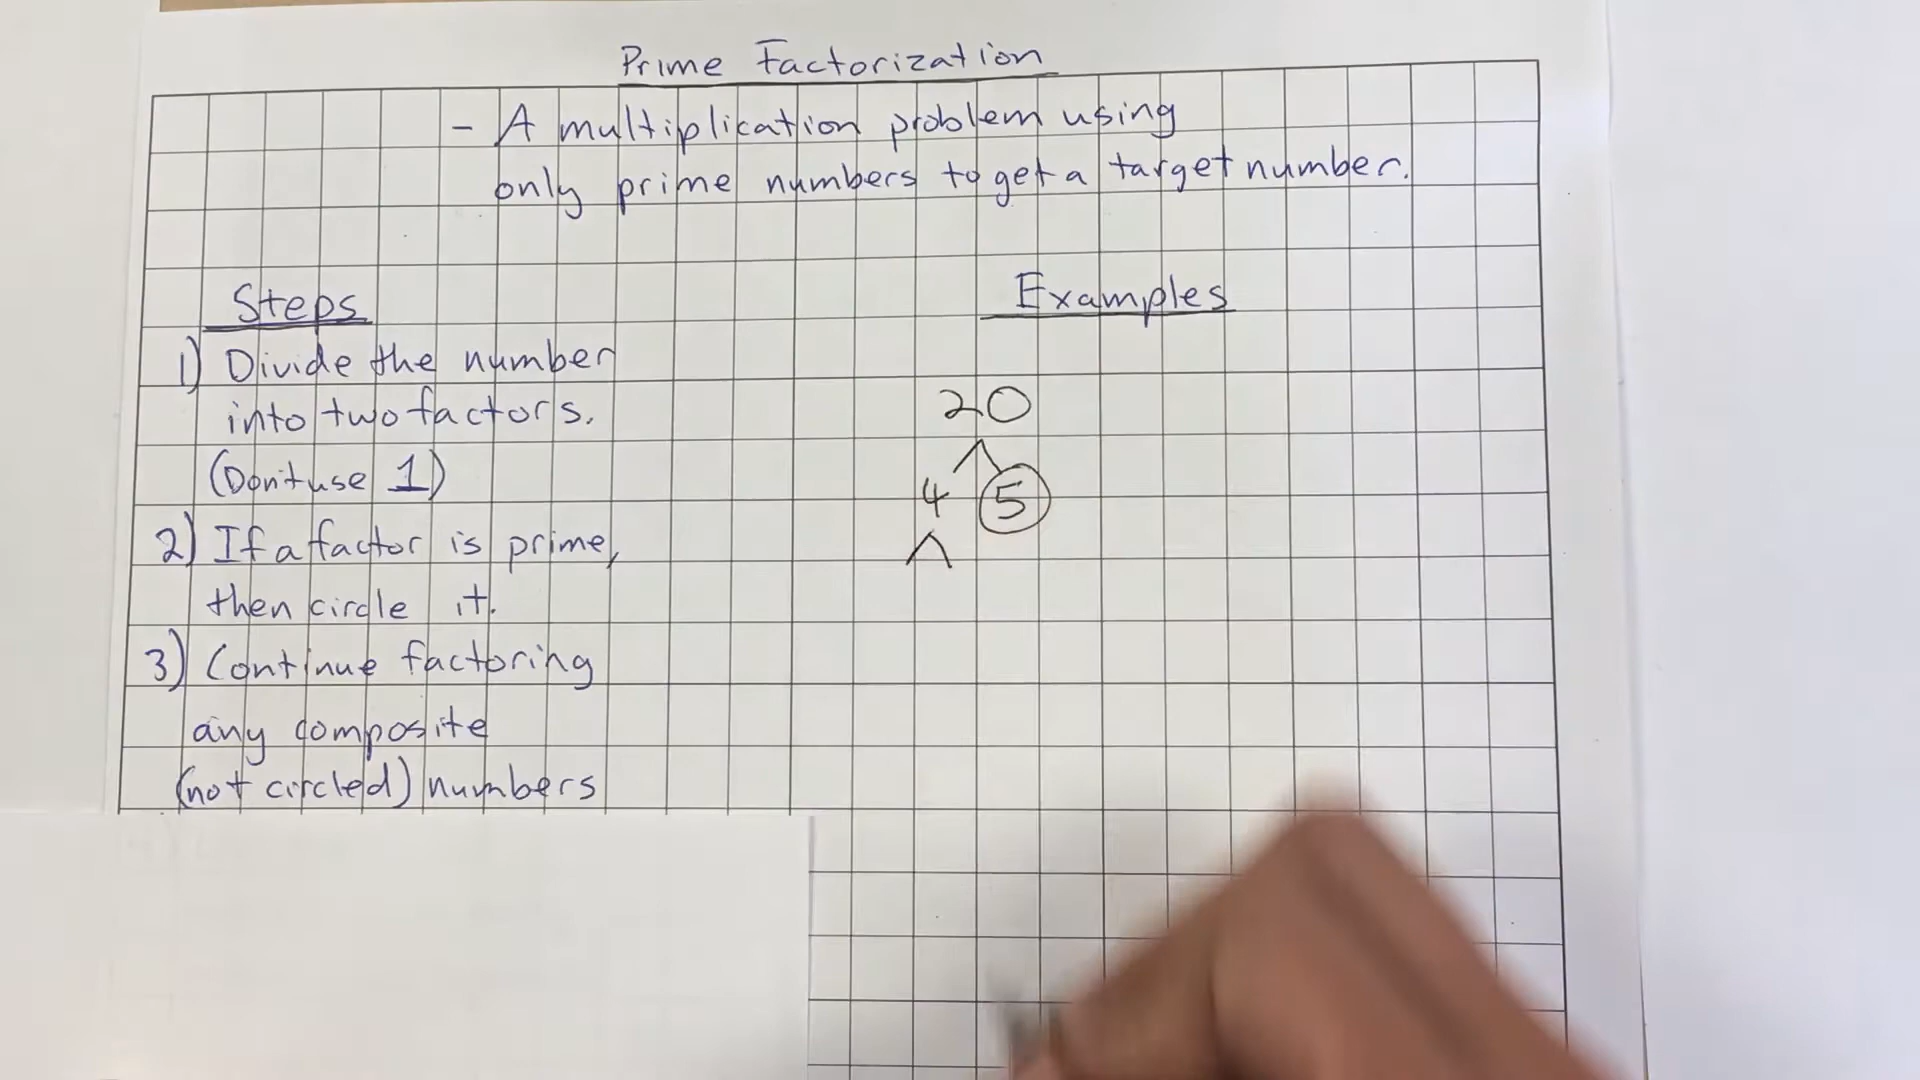 Prime Factorization
- A multiplication problem using
only prime numbers to get a target number.
Steps
1) Divide the number
into two factors.
(Don't use 1)
2) If a factor is prime,
then circle it.
3) Continue factoring
any composite
(not circled) numbers
Examples
20
4 5